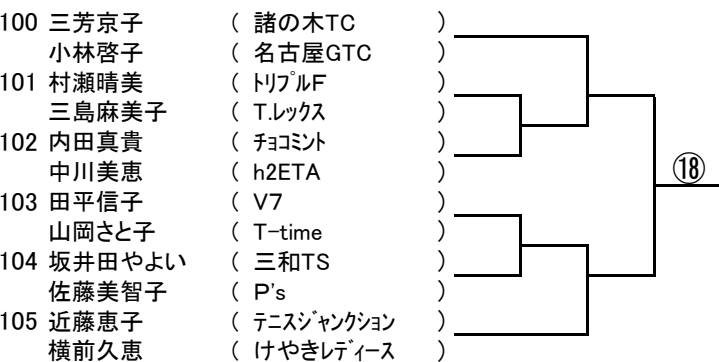 100 三芳京子 ( 諸の木TC )
小林啓子 ( 名古屋GTC )
101 村瀬晴美 ( ﾄﾘﾌﾟﾙF )
三島麻美子 ( T.ﾚｯｸｽ )
102 内田真貴 ( ﾁｮｺﾐﾝﾄ )
中川美恵 ( h2ETA )
⑱
103 田平信子 ( V7 )
山岡さと子 ( T-time )
104 坂井田やよい ( 三和TS )
佐藤美智子 ( P's )
105 近藤恵子 ( ﾃﾆｽｼﾞｬﾝｸｼｮﾝ )
横前久恵 ( けやきﾚﾃﾞｨｰｽ )